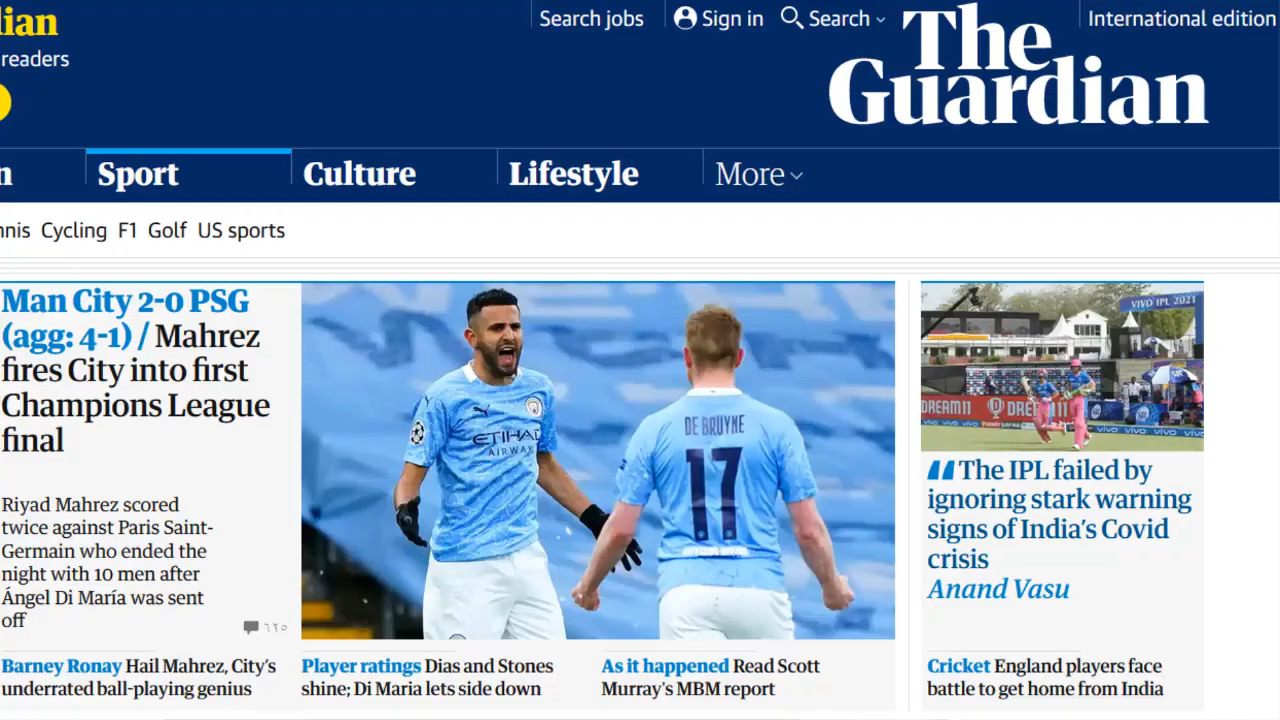 dian
readers
Search jobs
Sign in
Search
International edition
The
Guardian
Sport
Culture
Lifestyle
More
Cycling F1 Golf US sports
Man City 2-0 PSG
(agg: 4-1) / Mahrez
fires City into first
Champions League
final
Riyad Mahrez scored
twice against Paris Saint-
Germain who ended the
night with 10 men after
Ángel Di María was sent
off
٦٢٥
Barney Ronay Hail Mahrez, City's
underrated ball-playing genius
ETIHAD
AIRWAYS
DE BRUYNE
17
Player ratings Dias and Stones
shine; Di Maria lets side down
As it happened Read Scott
Murray's MBM report
VIVO IPL 2021
DREAM11
vivo vivo
The IPL failed by
ignoring stark warning
signs of India's Covid
crisis
Anand Vasu
Cricket England players face
battle to get home from India